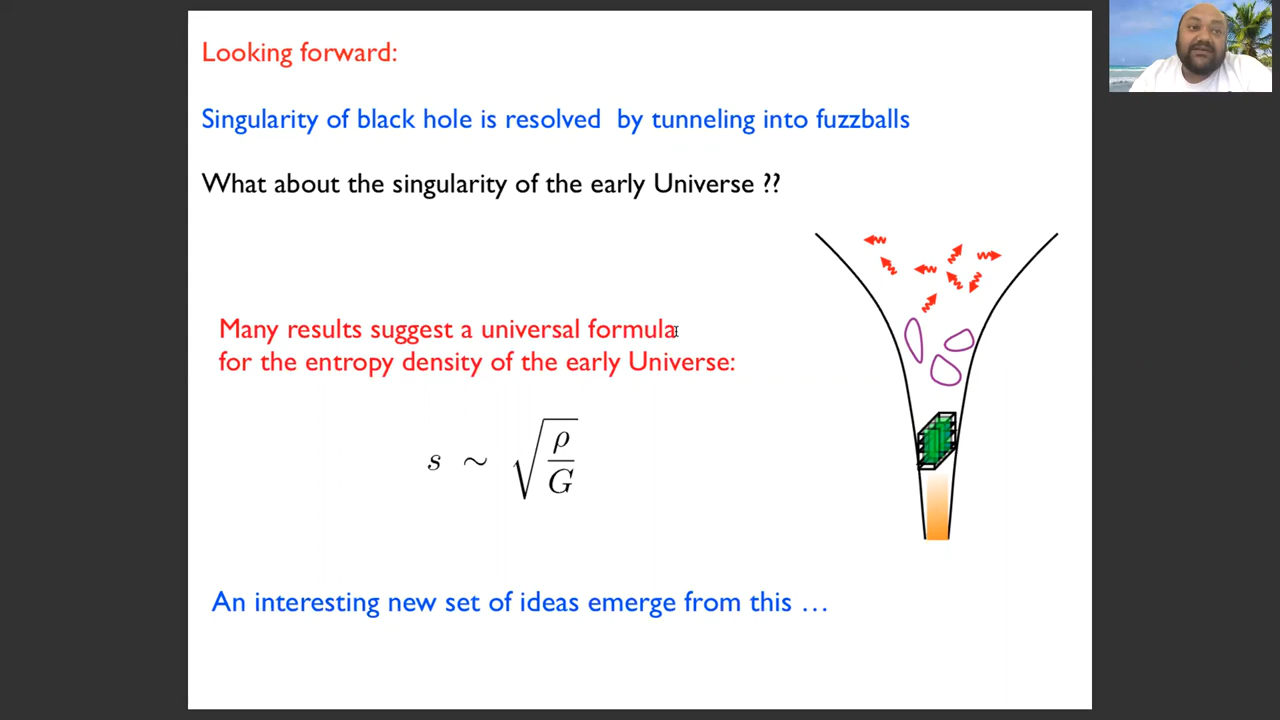 Looking forward:
Singularity of black hole is resolved by tunneling into fuzzballs
What about the singularity of the early Universe ??
Many results suggest a universal formula
for the entropy density of the early Universe:
s ∼ √(ρ/G)
An interesting new set of ideas emerge from this …